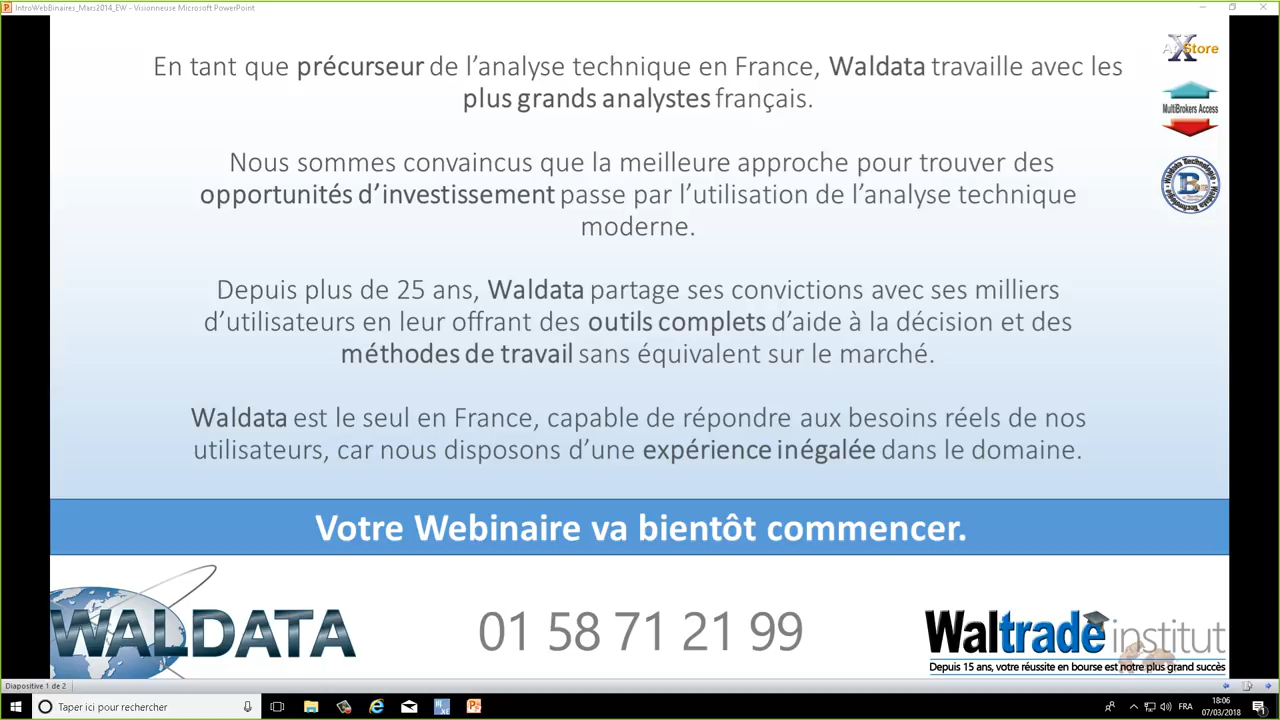 IntroWebBinaires_Mars2014_EW - Visionneuse Microsoft PowerPoint
En tant que précurseur de l'analyse technique en France, Waldata travaille avec les
plus grands analystes français.
Nous sommes convaincus que la meilleure approche pour trouver des
opportunités d'investissement passe par l'utilisation de l'analyse technique
moderne.
Depuis plus de 25 ans, Waldata partage ses convictions avec ses milliers
d'utilisateurs en leur offrant des outils complets d'aide à la décision et des
méthodes de travail sans équivalent sur le marché.
Waldata est le seul en France, capable de répondre aux besoins réels de nos
utilisateurs, car nous disposons d'une expérience inégalée dans le domaine.
MultiBrokers Access
Votre Webinaire va bientôt commencer.
WALDATA
01 58 71 21 99
Waltrade institut
Depuis 15 ans, votre réussite en bourse est notre plus grand succès
Diapositive 1 de 2
Taper ici pour rechercher
FRA
18:06
07/03/2018